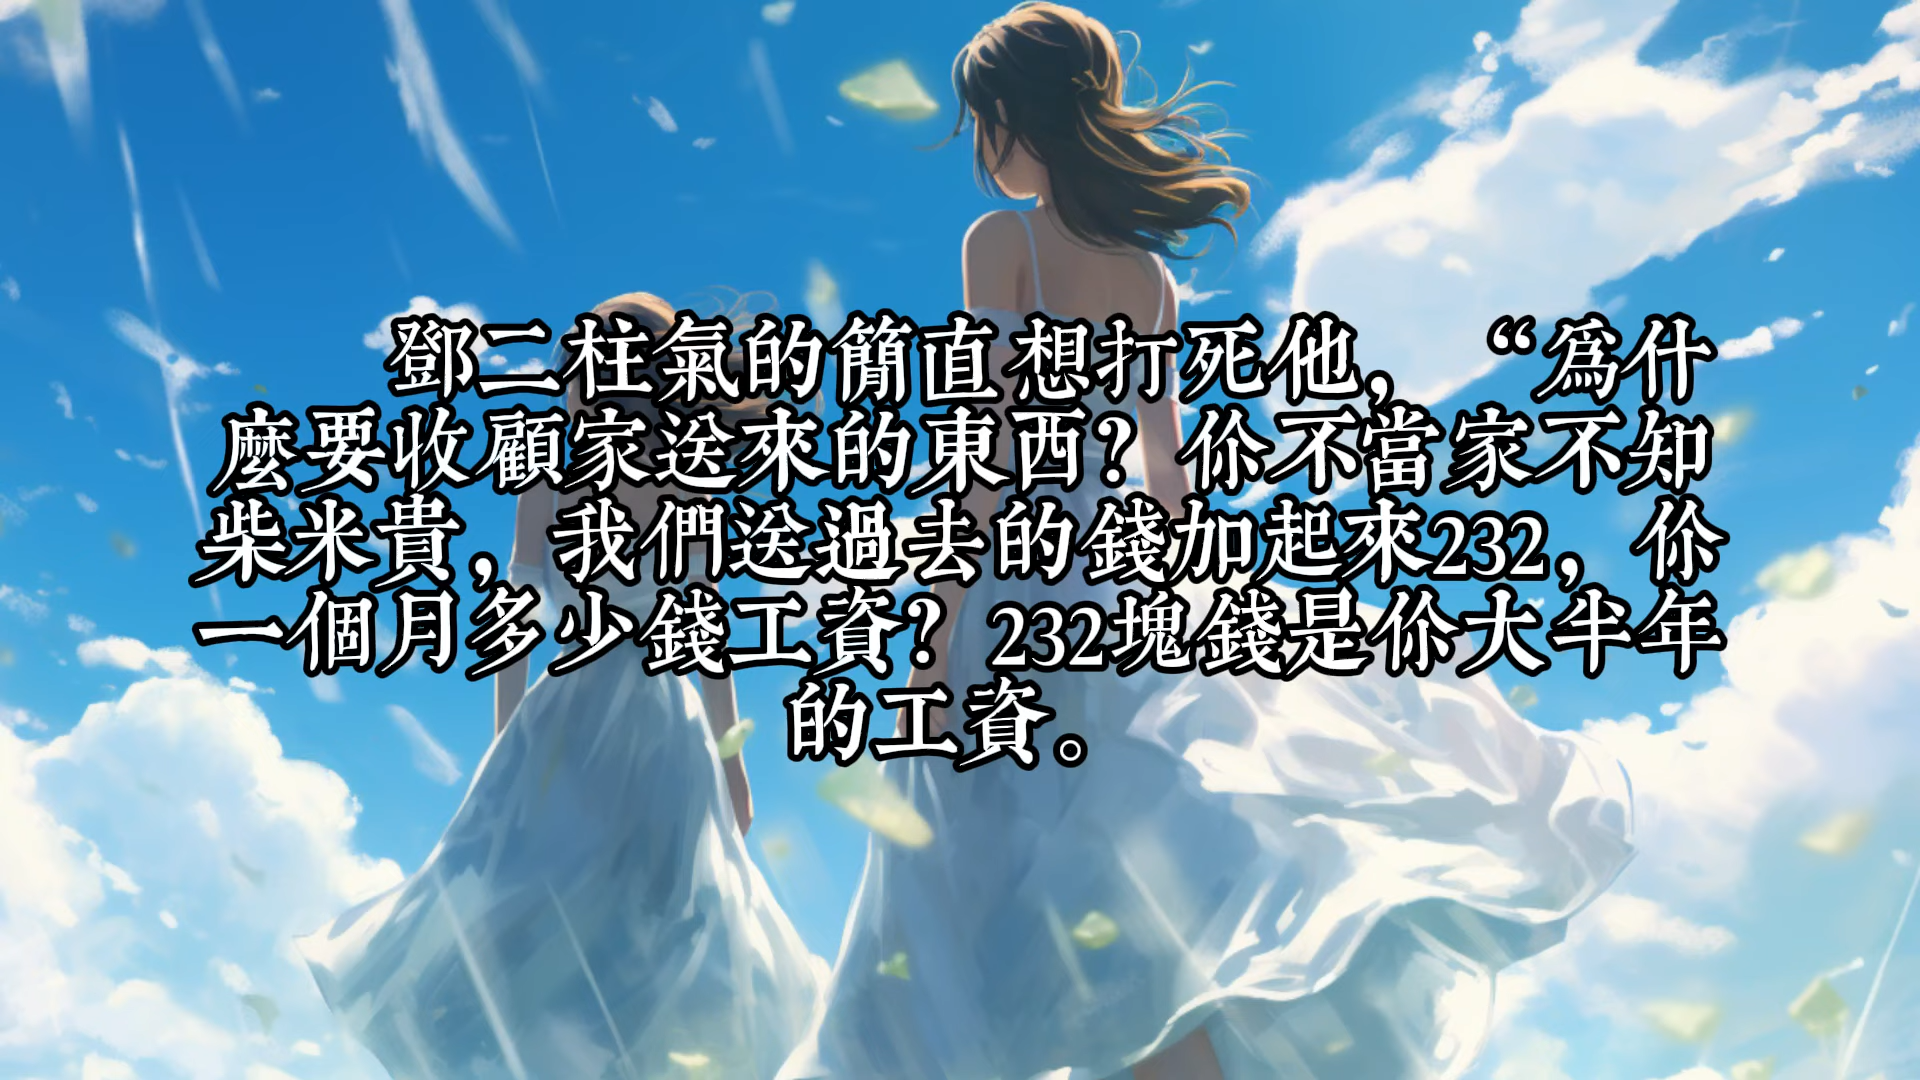 鄧二柱氣的簡直想打死他，“爲什
麼要收顧家送來的東西？你不當家不知
柴米貴，我們送過去的錢加起來232，你
一個月多少錢工資？232塊錢是你大半年
的工資。